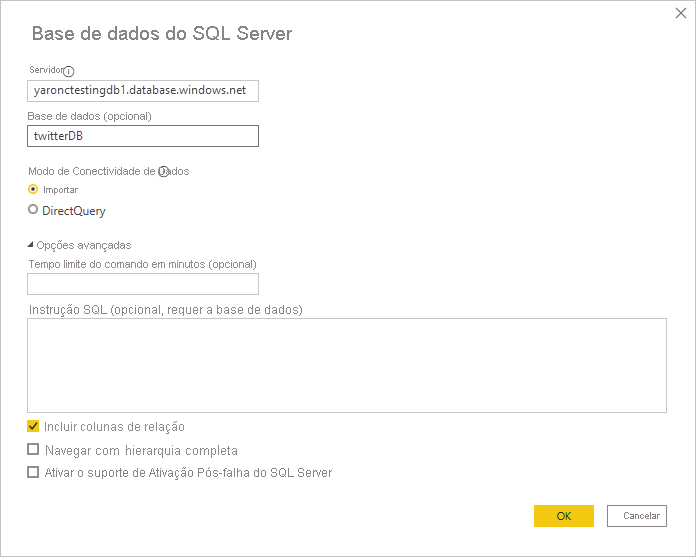 Base de dados do SQL Server
Servidor
yaronctestingdb1.database.windows.net
Base de dados (opcional)
twitterDB
Modo de Conectividade de Dados
Importar
DirectQuery
Opções avançadas
Tempo limite do comando em minutos (opcional)
Instrução SQL (opcional, requer a base de dados)
Incluir colunas de relação
Navegar com hierarquia completa
Ativar o suporte de Ativação Pós-falha do SQL Server
OK
Cancelar